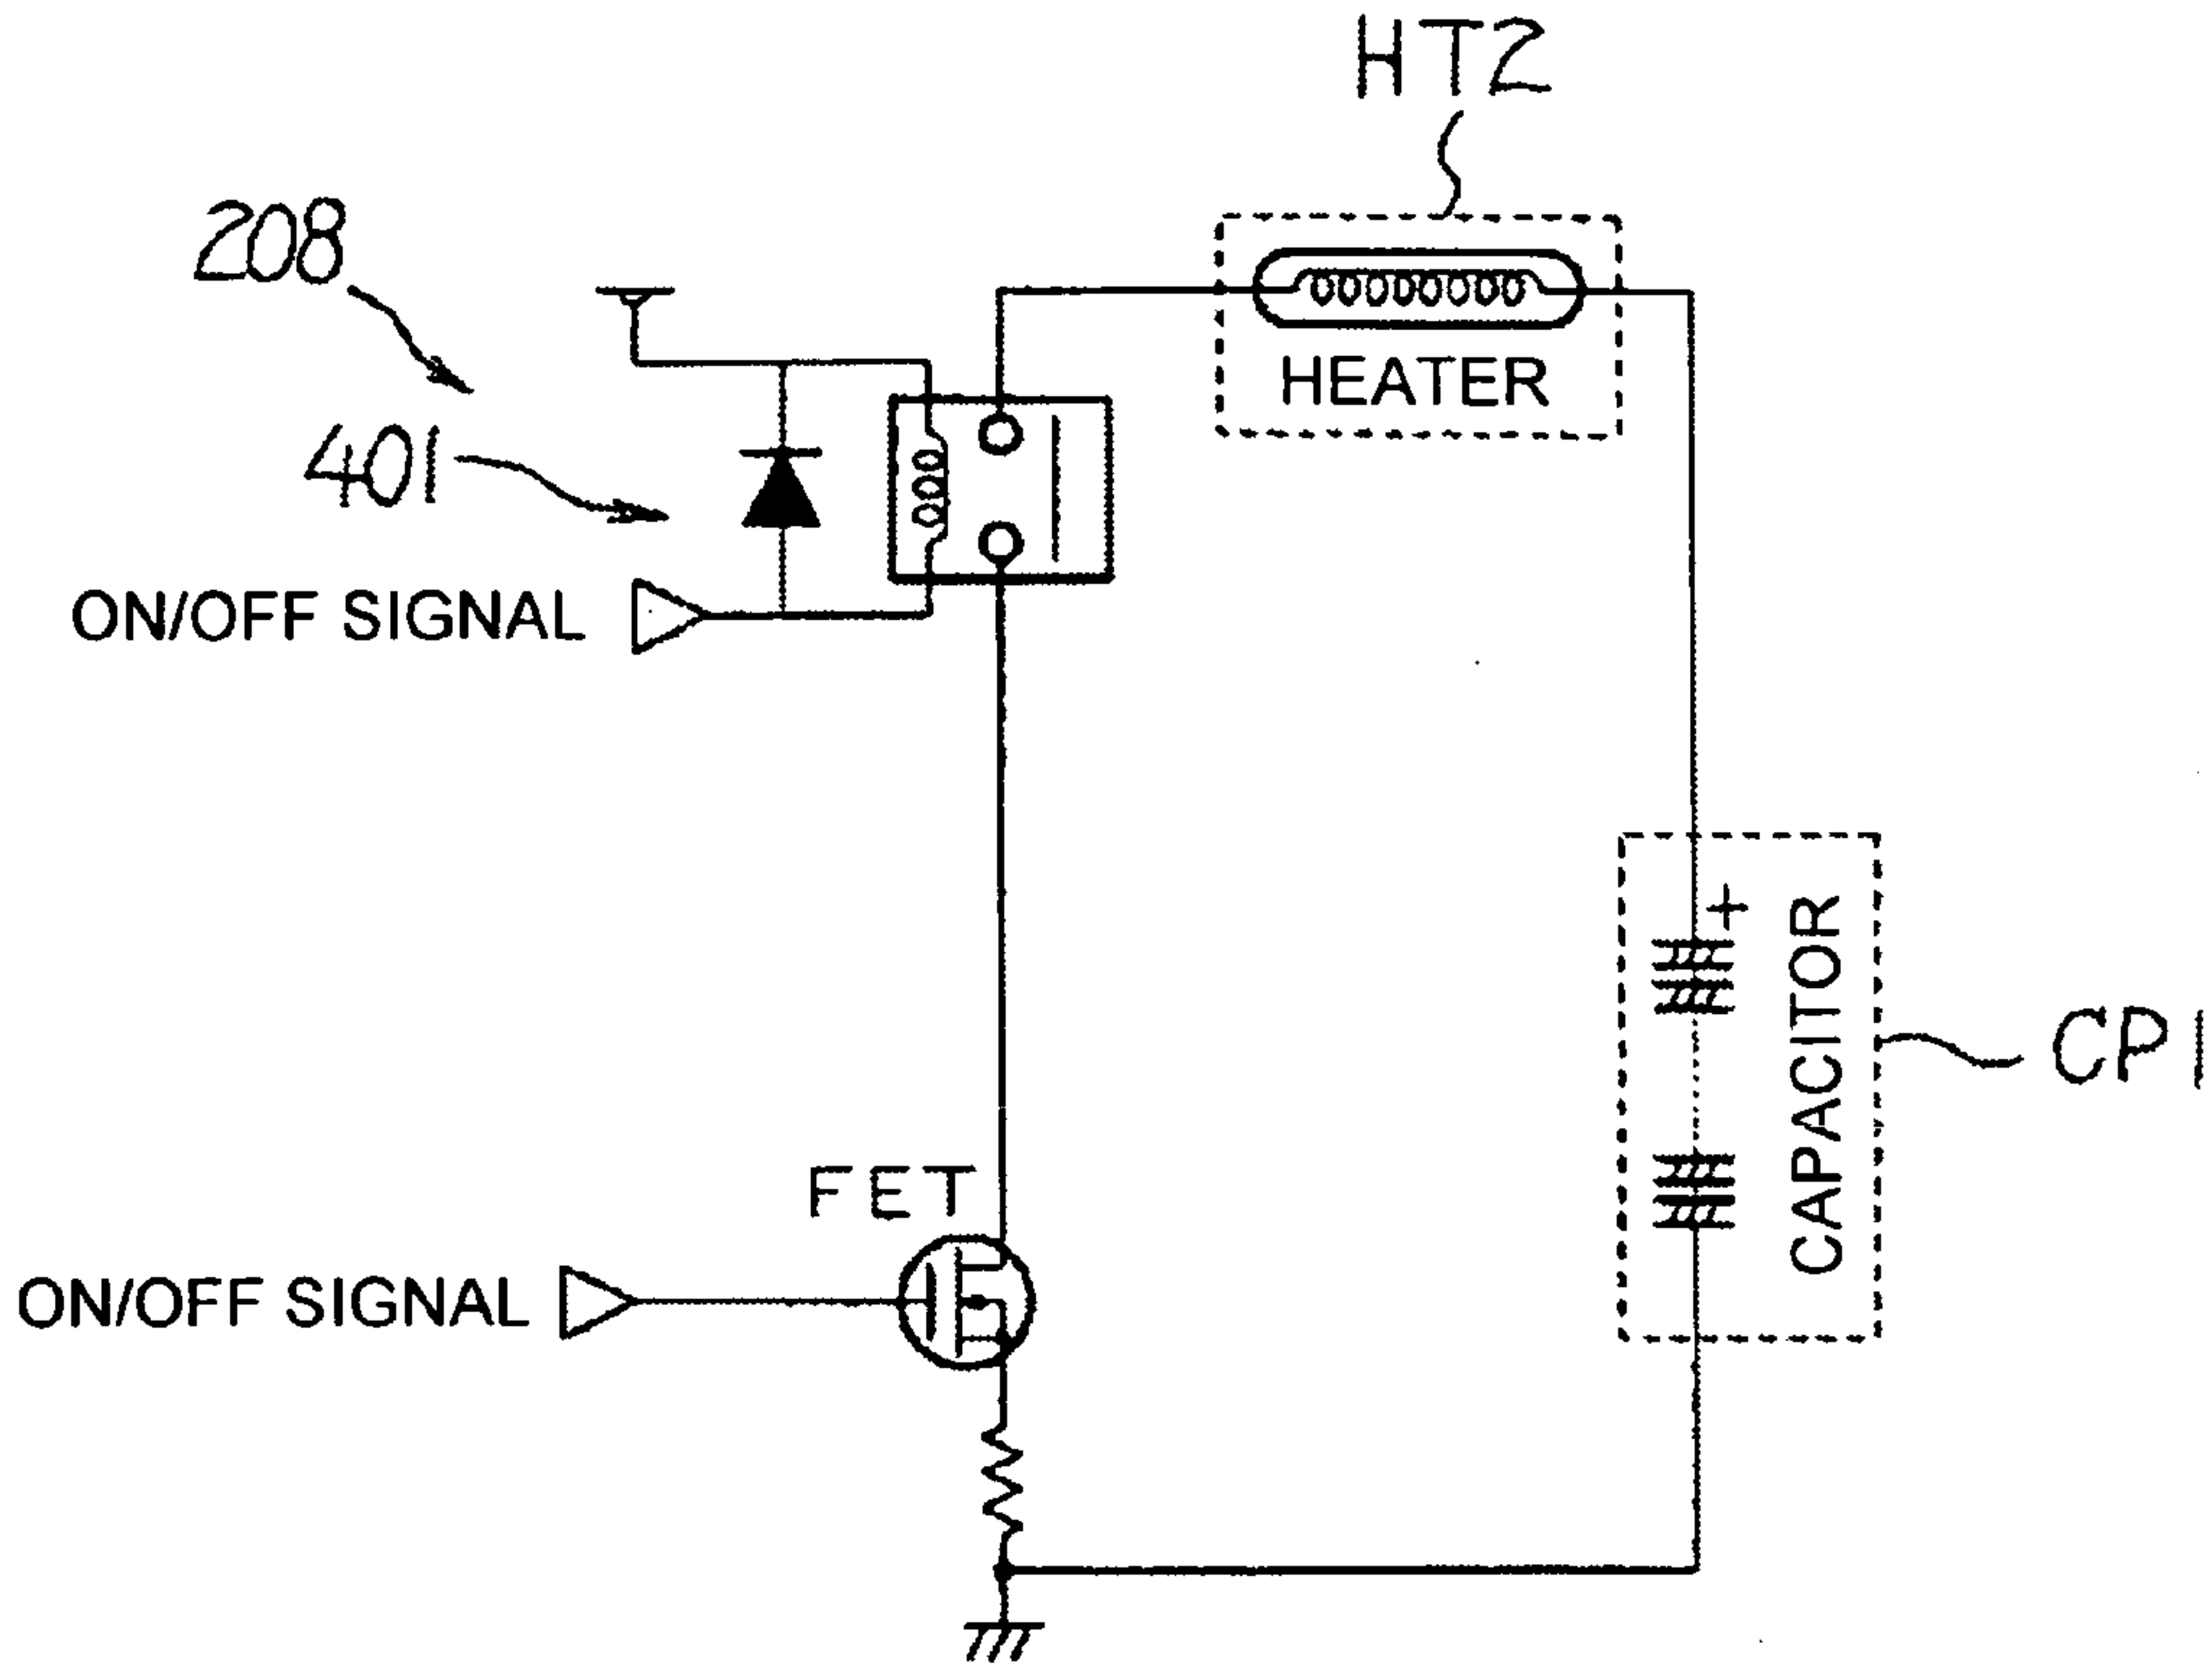 HT2
208
HEATER
401
ON/OFF SIGNAL
+
CAPACITOR
CP1
FET
ON/OFF SIGNAL